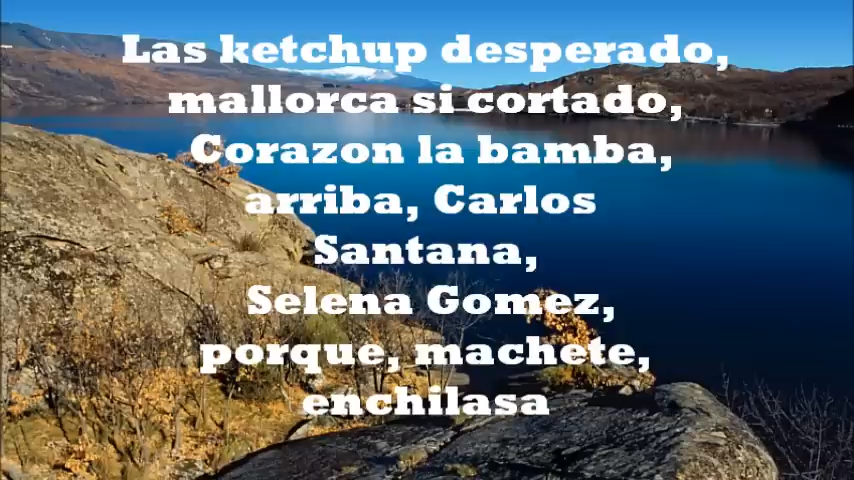 Las ketchup desperado,
mallorca si cortado,
Corazon la bamba,
arriba, Carlos
Santana,
Selena Gomez,
porque, machete,
enchilasa